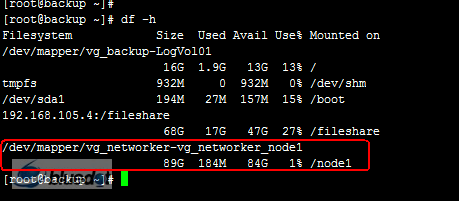 [root@backup ~]#
[root@backup ~]# df -h
Filesystem Size Used Avail Use% Mounted on
/dev/mapper/vg_backup-LogVol01
16G 1.9G 13G 13% /
tmpfs 932M 0 932M 0% /dev/shm
/dev/sda1 194M 27M 157M 15% /boot
192.168.105.4:/fileshare
68G 17G 47G 27% /fileshare
/dev/mapper/vg_networker-vg_networker_node1
89G 184M 84G 1% /node1
[root@backup ~]#